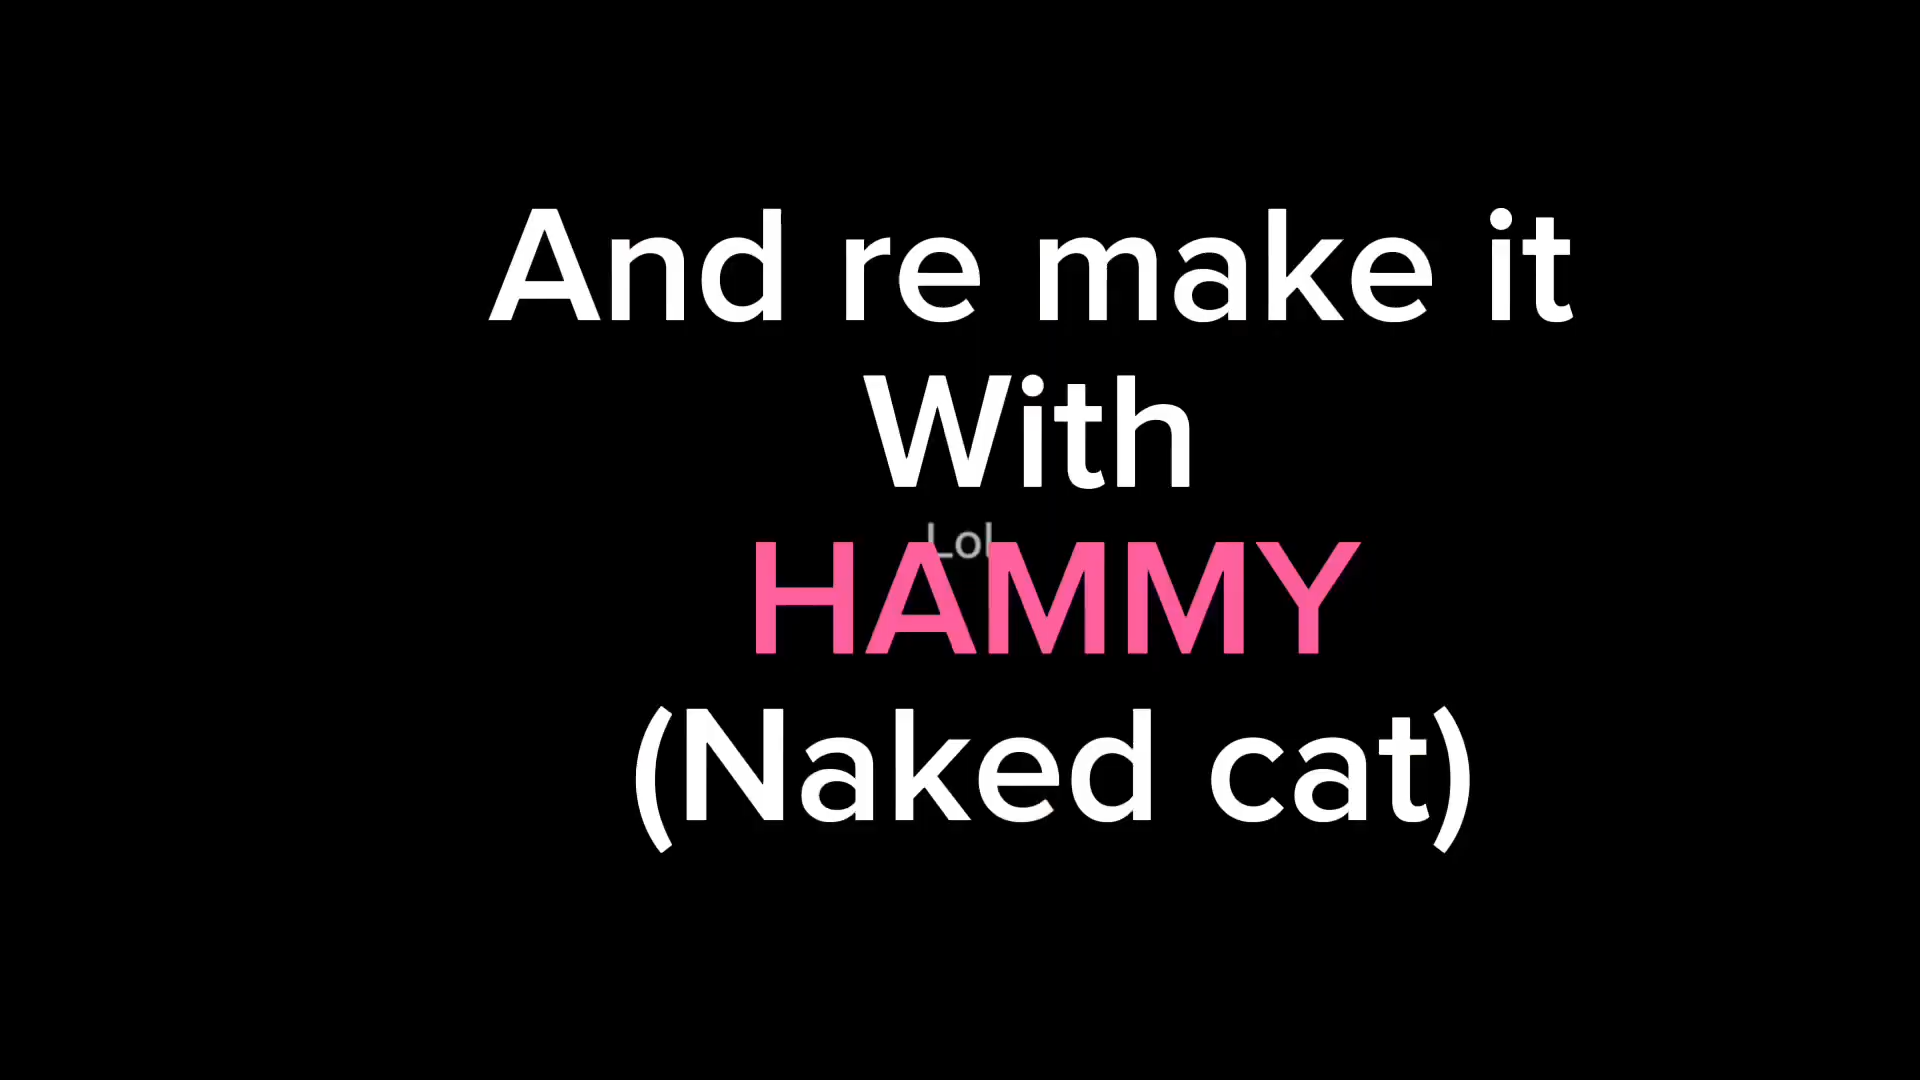 And re make it
With
Lol
HAMMY
(Naked cat)